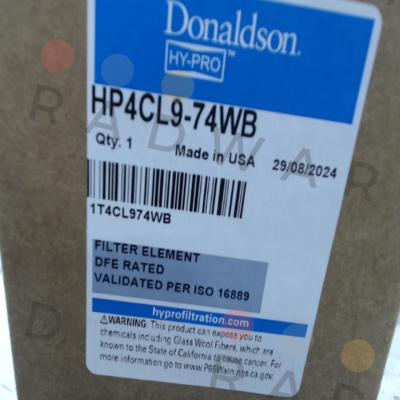 Donaldson.
HY-PRO™
HP4CL9-74WB
Qty. 1 Made in USA 29/08/2024
1T4CL974WB
FILTER ELEMENT
DFE RATED
VALIDATED PER ISO 16889
hyprofiltration.com
⚠WARNING: This product can expose you to
chemicals including Glass Wool Fibers, which are
known to the State of California to cause cancer. For
more information go to www.P65Warnings.ca.gov.
RADWAR